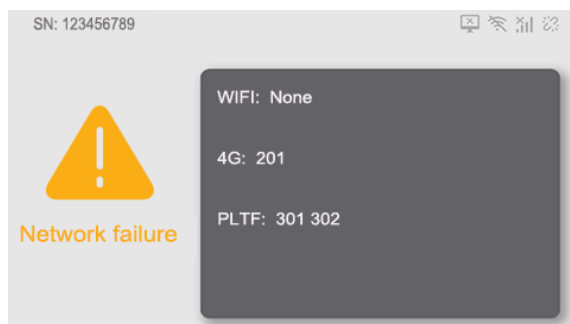 SN: 123456789
WIFI: None
4G: 201
PLTF: 301 302
Network failure